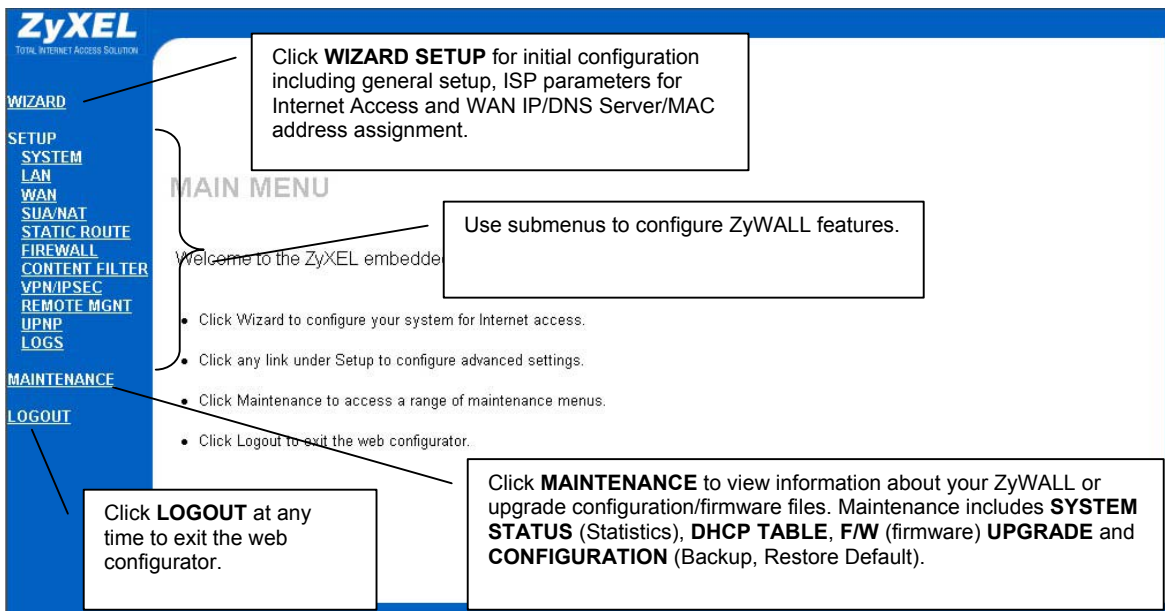 ZyXEL
TOTAL INTERNET ACCESS SOLUTION
WIZARD
SETUP
SYSTEM
LAN
WAN
SUA/NAT
STATIC ROUTE
FIREWALL
CONTENT FILTER
VPN/IPSEC
REMOTE MGNT
UPNP
LOGS
MAINTENANCE
LOGOUT
Click WIZARD SETUP for initial configuration
including general setup, ISP parameters for
Internet Access and WAN IP/DNS Server/MAC
address assignment.
MAIN MENU
Use submenus to configure ZyWALL features.
Welcome to the ZyXEL embedde
• Click Wizard to configure your system for Internet access.
• Click any link under Setup to configure advanced settings.
• Click Maintenance to access a range of maintenance menus.
• Click Logout to exit the web configurator.
Click LOGOUT at any
time to exit the web
configurator.
Click MAINTENANCE to view information about your ZyWALL or
upgrade configuration/firmware files. Maintenance includes SYSTEM
STATUS (Statistics), DHCP TABLE, F/W (firmware) UPGRADE and
CONFIGURATION (Backup, Restore Default).